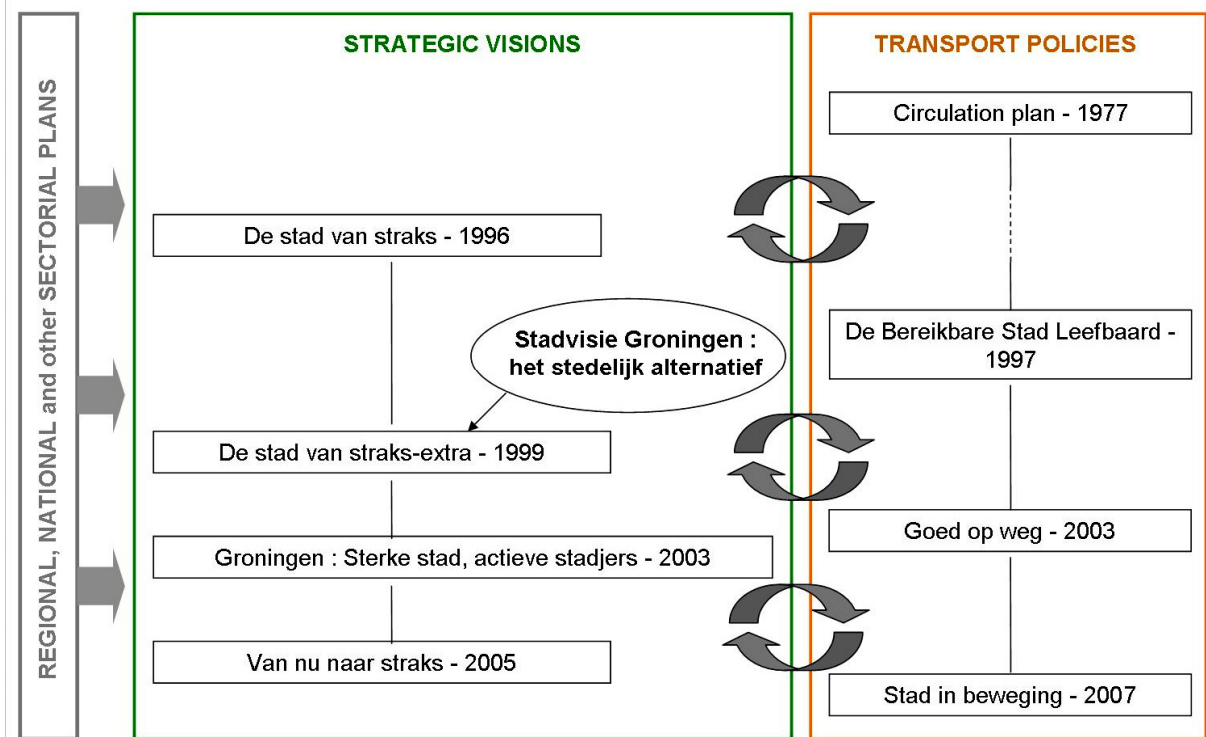 REGIONAL, NATIONAL and other SECTORIAL PLANS
STRATEGIC VISIONS
De stad van straks - 1996
Stadvisie Groningen :
het stedelijk alternatief
De stad van straks-extra - 1999
Groningen : Sterke stad, actieve stadjers - 2003
Van nu naar straks - 2005
TRANSPORT POLICIES
Circulation plan - 1977
De Bereikbare Stad Leefbaard -
1997
Goed op weg - 2003
Stad in beweging - 2007